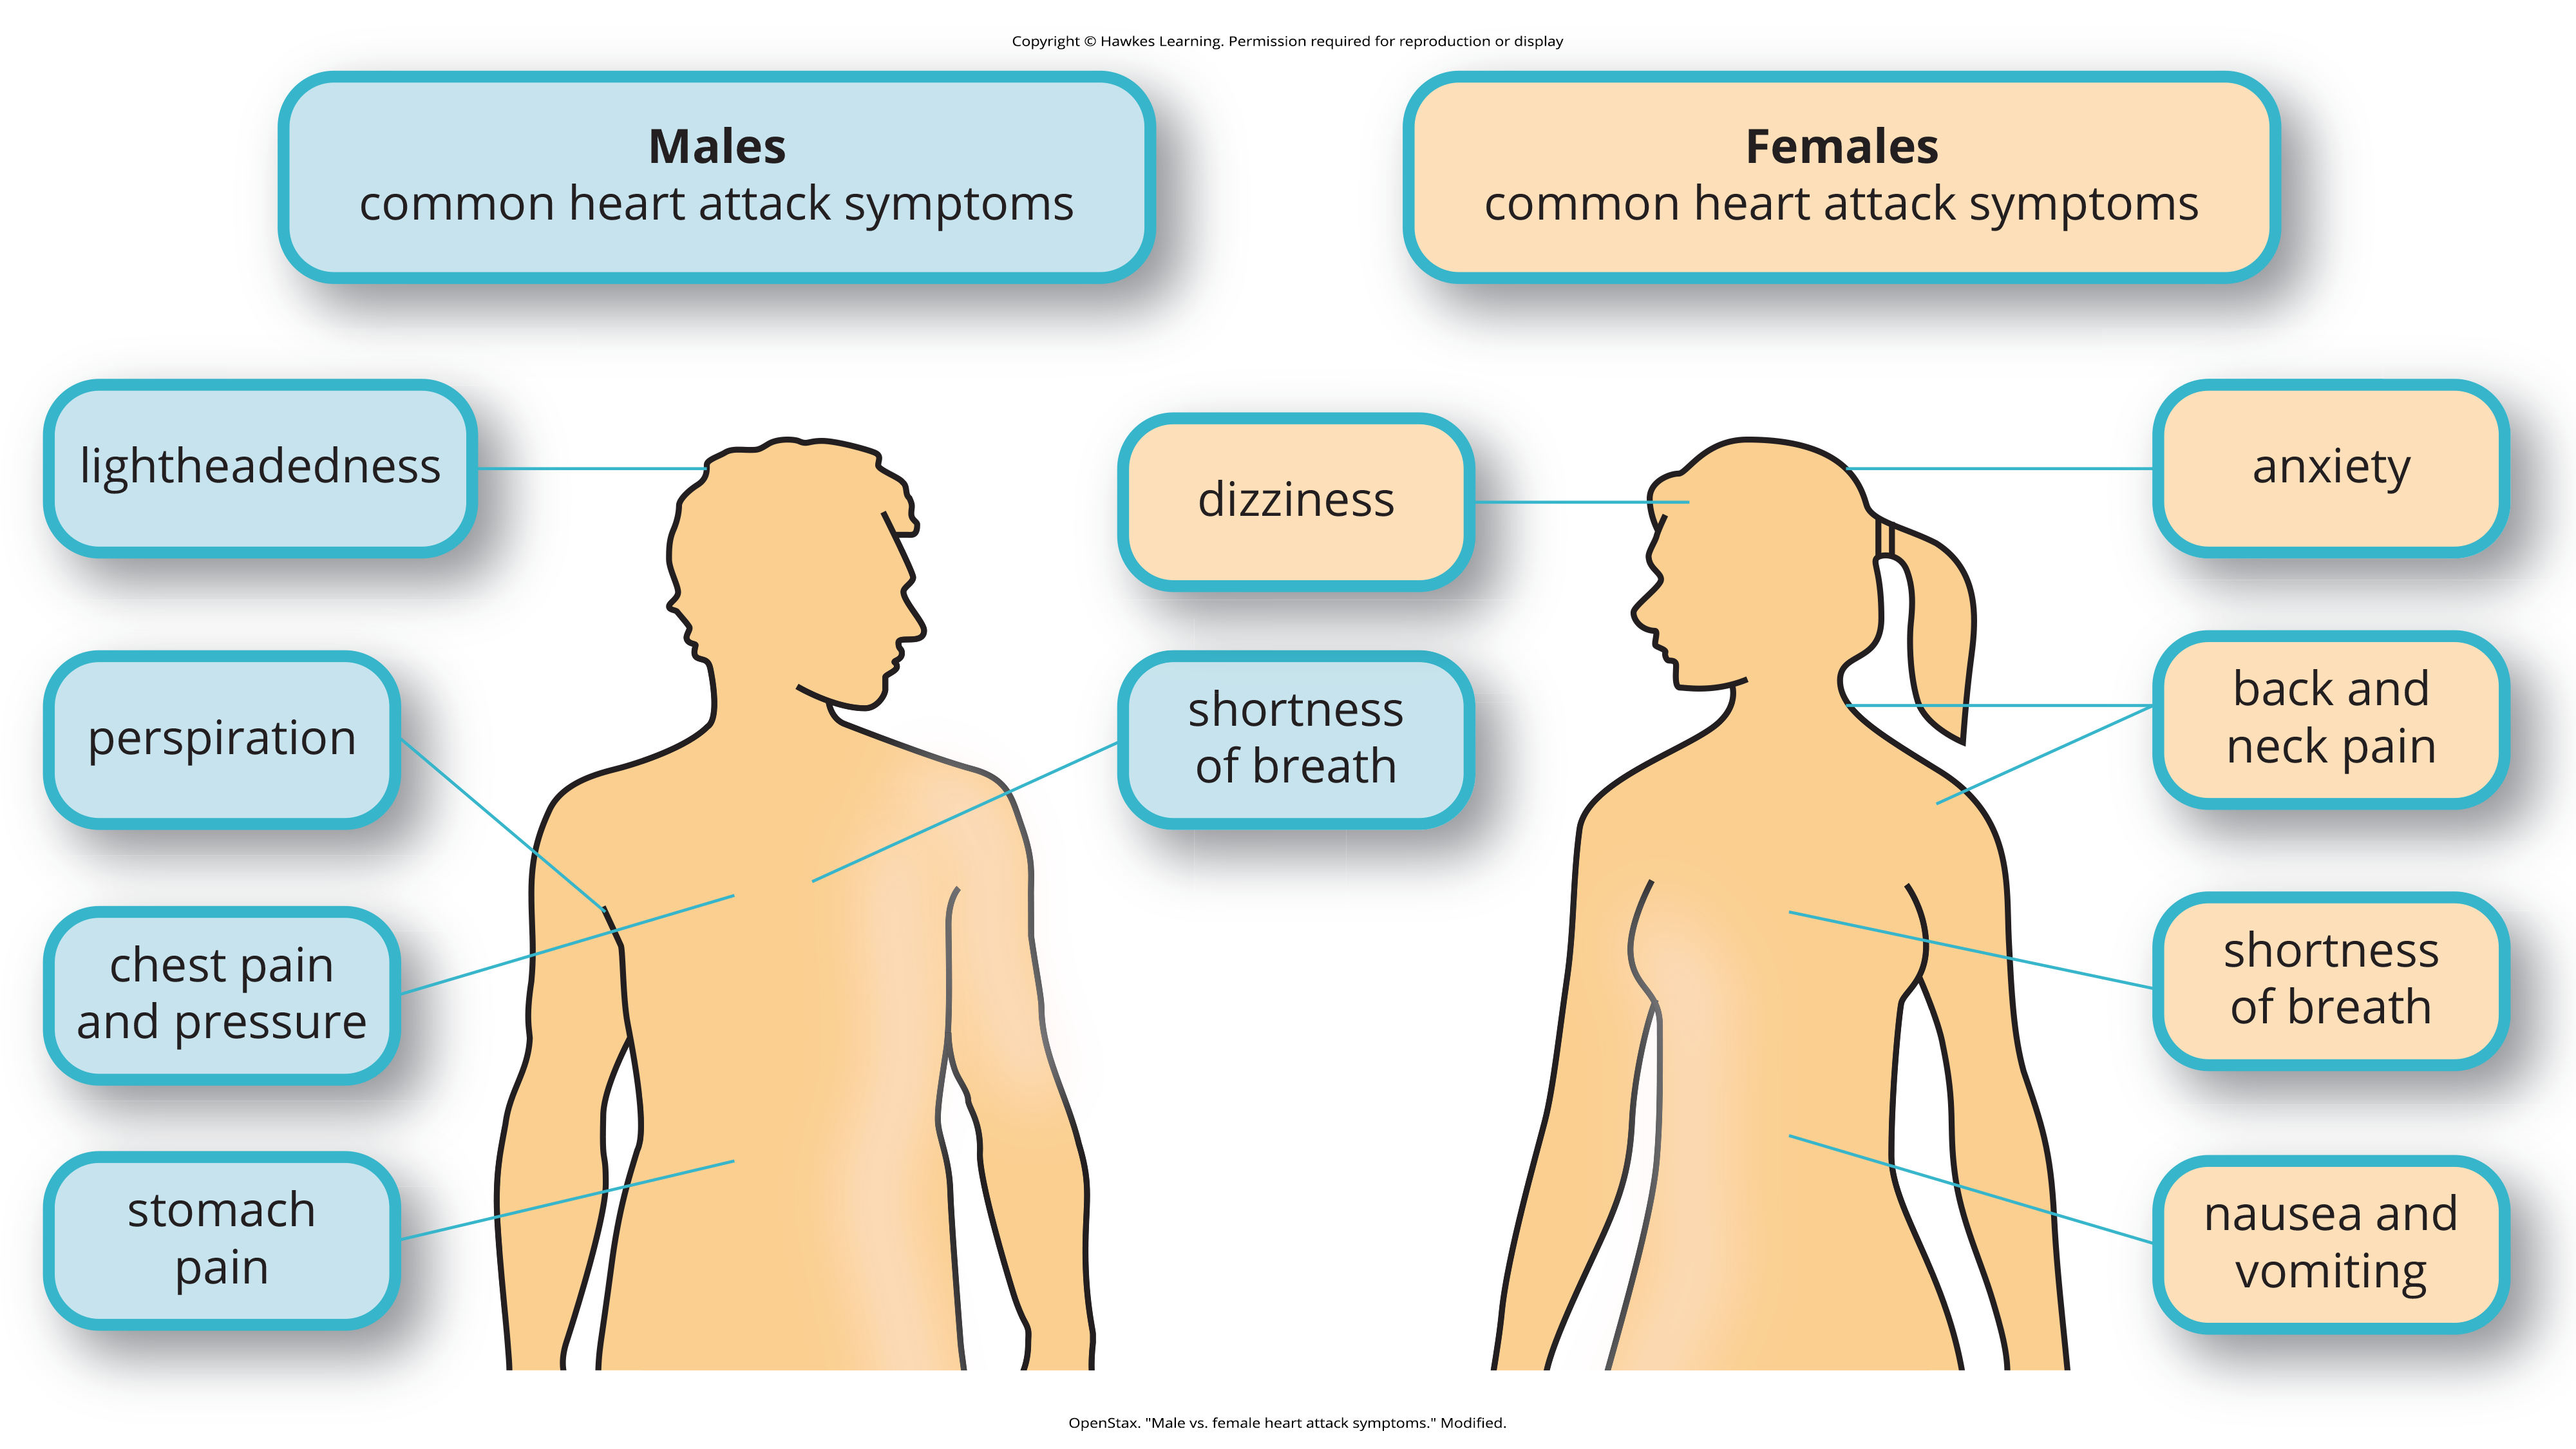 Copyright © Hawkes Learning. Permission required for reproduction or display
Males
common heart attack symptoms
Females
common heart attack symptoms
lightheadedness
perspiration
chest pain
and pressure
stomach
pain
dizziness
shortness
of breath
anxiety
back and
neck pain
shortness
of breath
nausea and
vomiting
OpenStax. "Male vs. female heart attack symptoms." Modified.